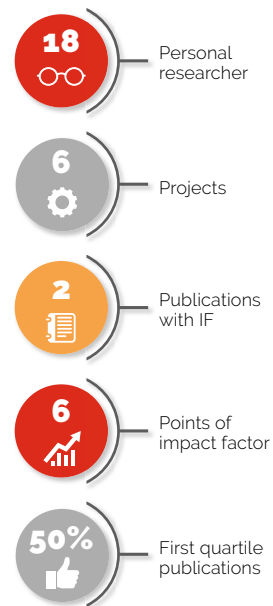 18
Personal
researcher
6
Projects
2
Publications
with IF
6
Points of
impact factor
50%
First quartile
publications